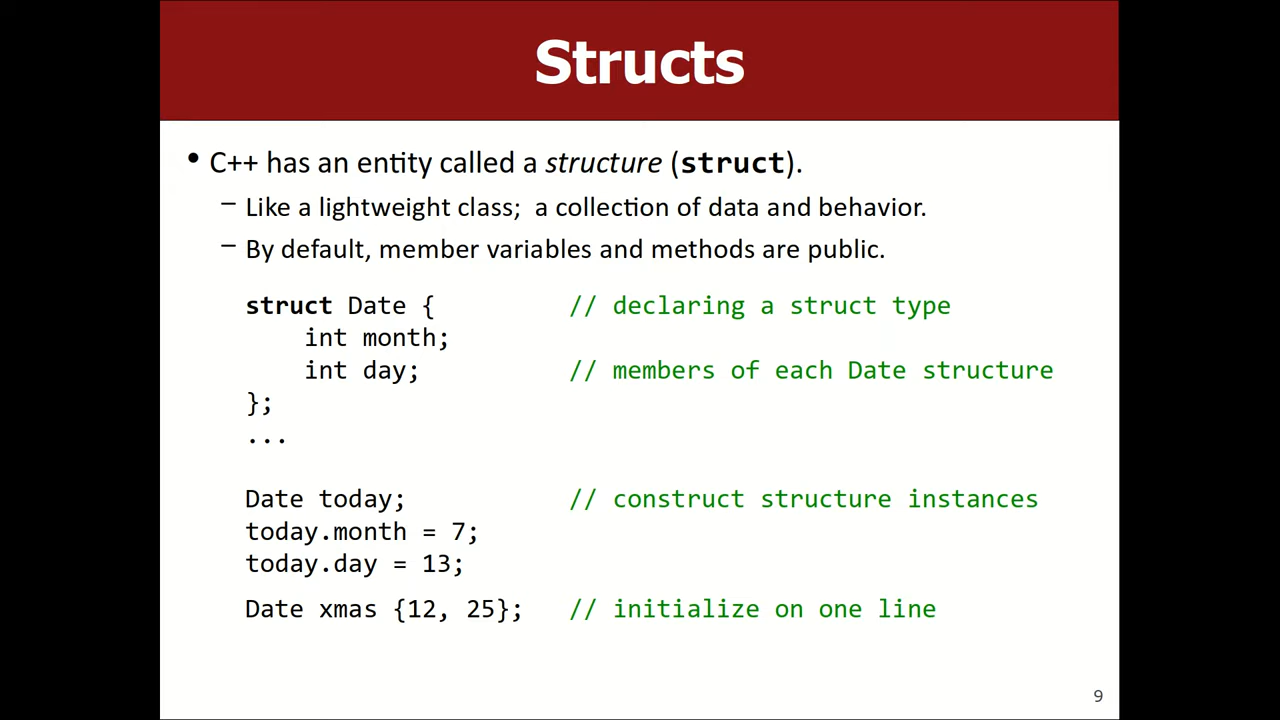 Structs
• C++ has an entity called a structure (struct).
– Like a lightweight class;  a collection of data and behavior.
– By default, member variables and methods are public.
struct Date {          // declaring a struct type
    int month;
    int day;           // members of each Date structure
};
...
Date today;            // construct structure instances
today.month = 7;
today.day = 13;
Date xmas {12, 25};    // initialize on one line
9